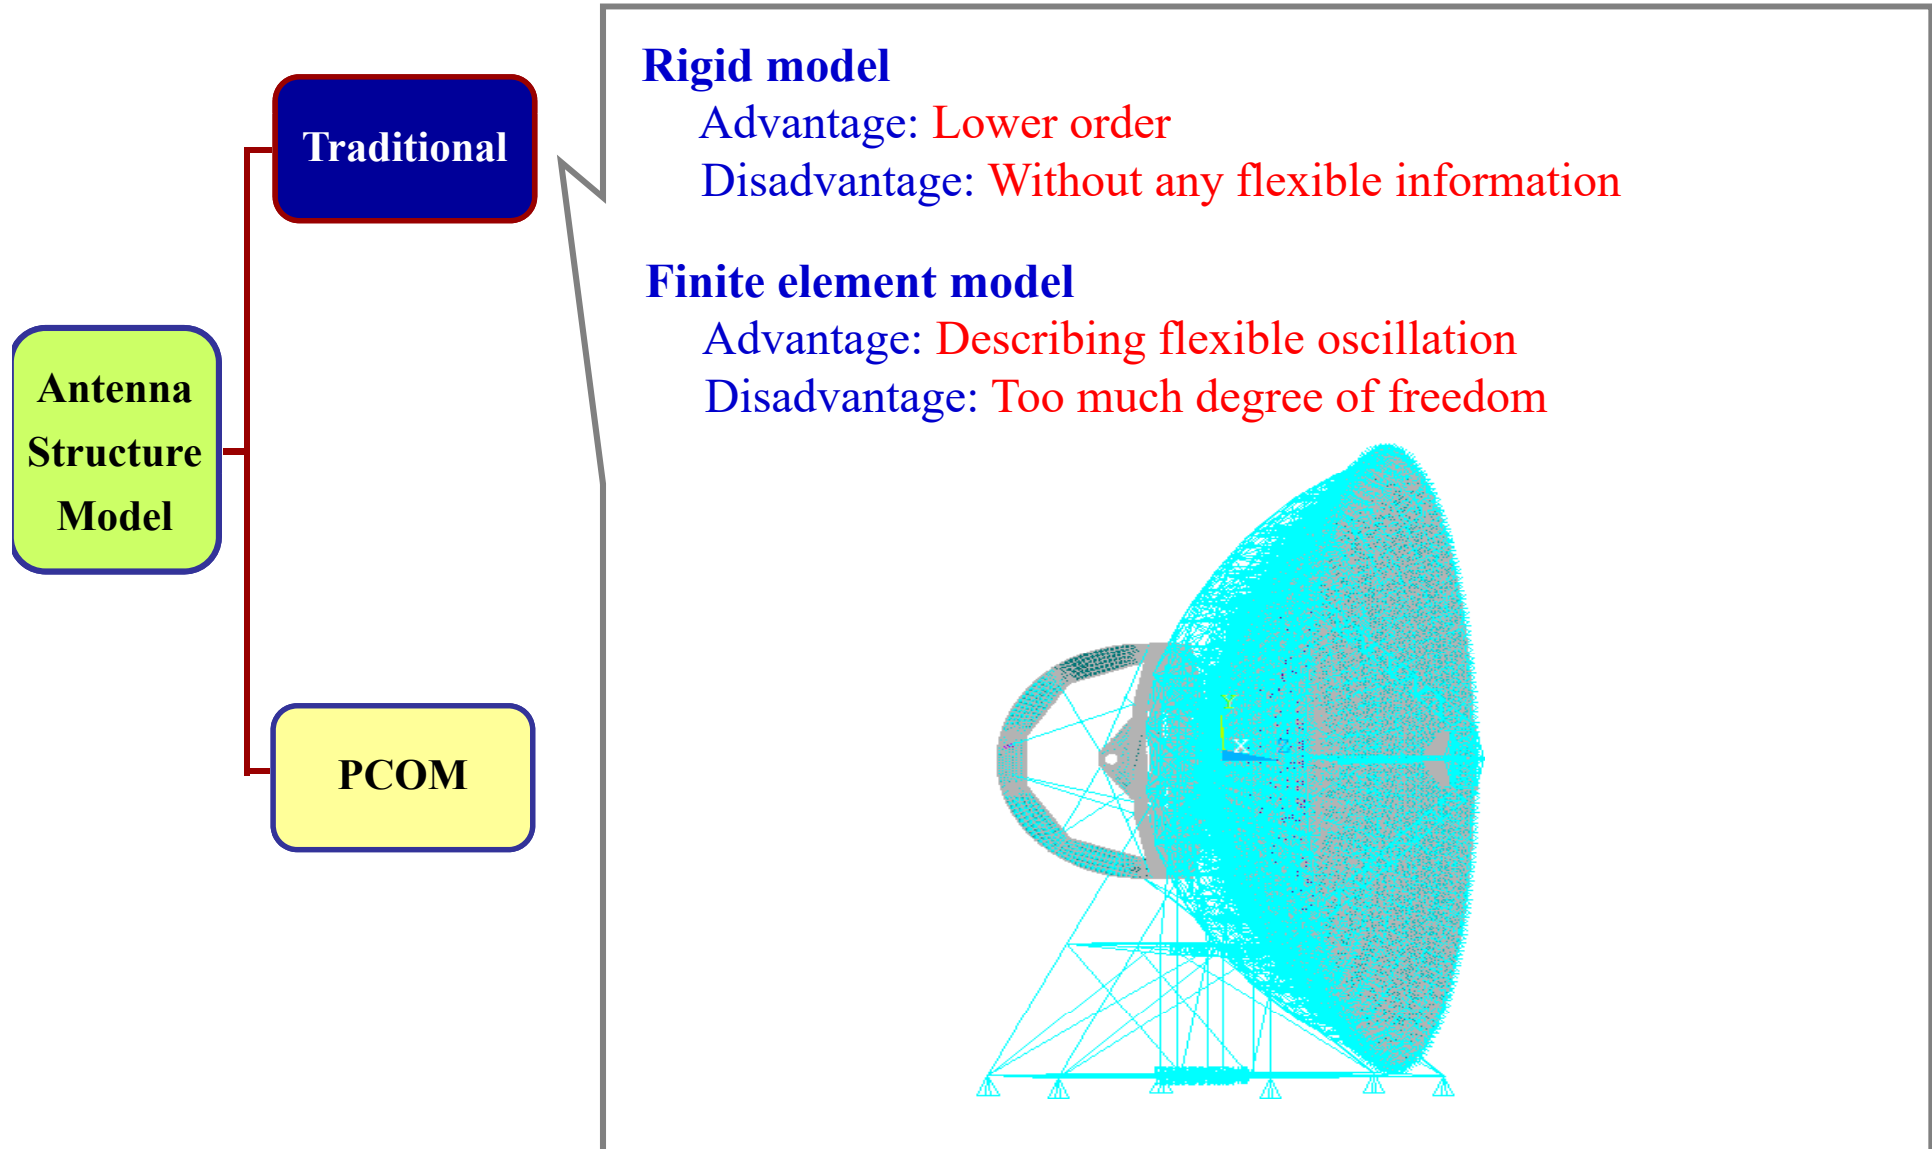 Antenna
Structure
Model
Traditional
PCOM
Rigid model
Advantage: Lower order
Disadvantage: Without any flexible information
Finite element model
Advantage: Describing flexible oscillation
Disadvantage: Too much degree of freedom
Y
X
Z